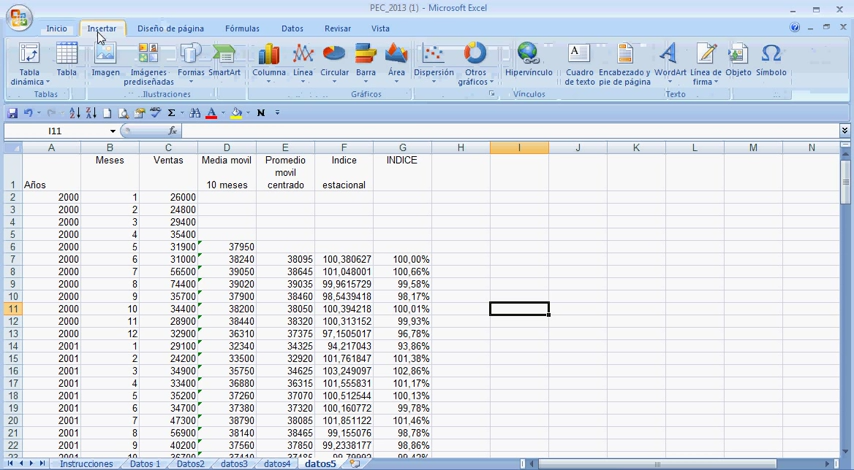 PEC_2013 (1) - Microsoft Excel
Inicio Insertar Diseño de página Fórmulas Datos Revisar Vista
Tabla dinámica Tabla Imagen Imágenes prediseñadas Formas SmartArt Columna Línea Circular Barra Área Dispersión Otros gráficos Hipervínculo Cuadro de texto Encabezado y pie de página WordArt Línea de firma Objeto Símbolo
Tablas Ilustraciones Gráficos Vínculos Texto
I11 fx
A B C D E F G H I J K L M N
1 Años Meses Ventas Media movil 10 meses Promedio movil centrado Indice estacional INDICE
2 2000 1 26000
3 2000 2 24800
4 2000 3 29400
5 2000 4 35400
6 2000 5 31900 37950
7 2000 6 31000 38240 38095 100,380627 100,00%
8 2000 7 56500 39050 38645 101,048001 100,66%
9 2000 8 74400 39020 39035 99,9615729 99,58%
10 2000 9 35700 37900 38460 98,5439418 98,17%
11 2000 10 34400 38200 38050 100,394218 100,01%
12 2000 11 28900 38440 38320 100,313152 99,93%
13 2000 12 32900 36310 37375 97,1505017 96,78%
14 2001 1 29100 32340 34325 94,217043 93,86%
15 2001 2 24200 33500 32920 101,761847 101,38%
16 2001 3 34900 35750 34625 103,249097 102,86%
17 2001 4 33400 36880 36315 101,555831 101,17%
18 2001 5 35200 37260 37070 100,512544 100,13%
19 2001 6 34700 37380 37320 100,160772 99,78%
20 2001 7 47300 38790 38085 101,851122 101,46%
21 2001 8 56900 38140 38465 99,155076 98,78%
22 2001 9 40200 37560 37850 99,2338177 98,86%
Instrucciones Datos 1 Datos2 datos3 datos4 datos5